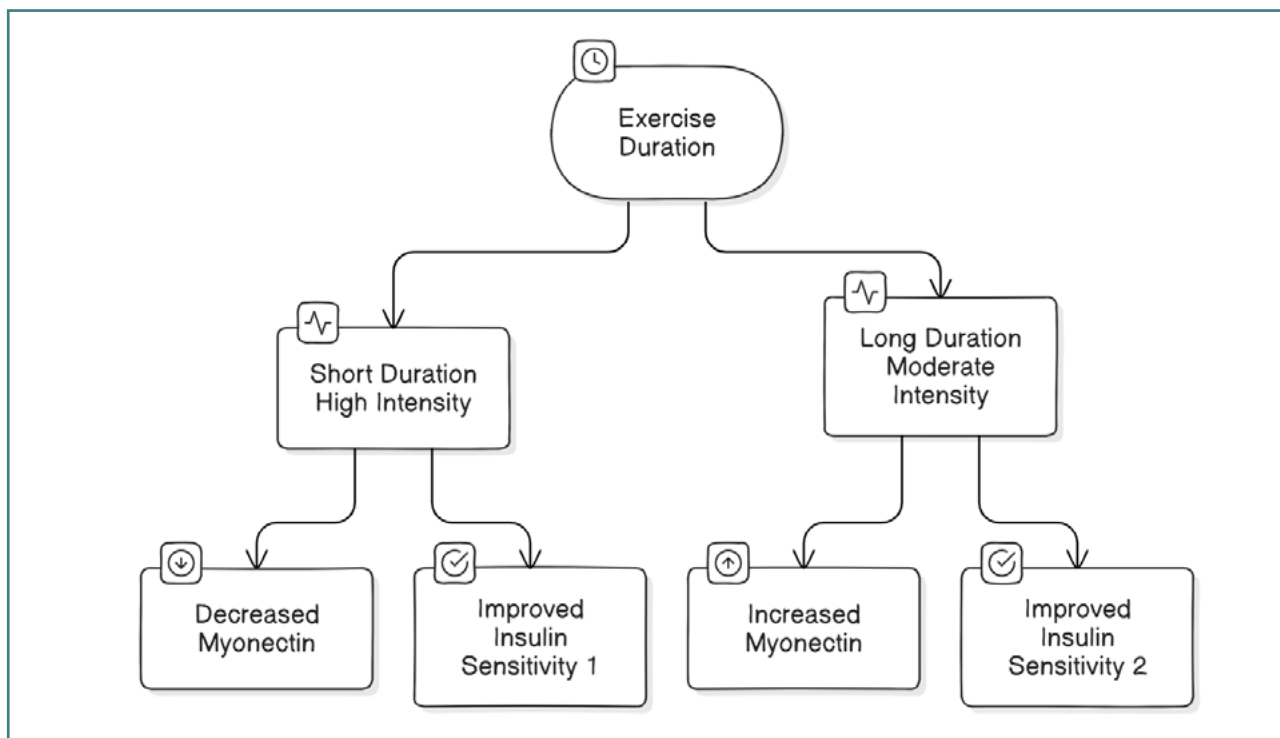 Exercise
Duration
Short Duration
High Intensity
Long Duration
Moderate
Intensity
Decreased
Myonectin
Improved
Insulin
Sensitivity 1
Increased
Myonectin
Improved
Insulin
Sensitivity 2